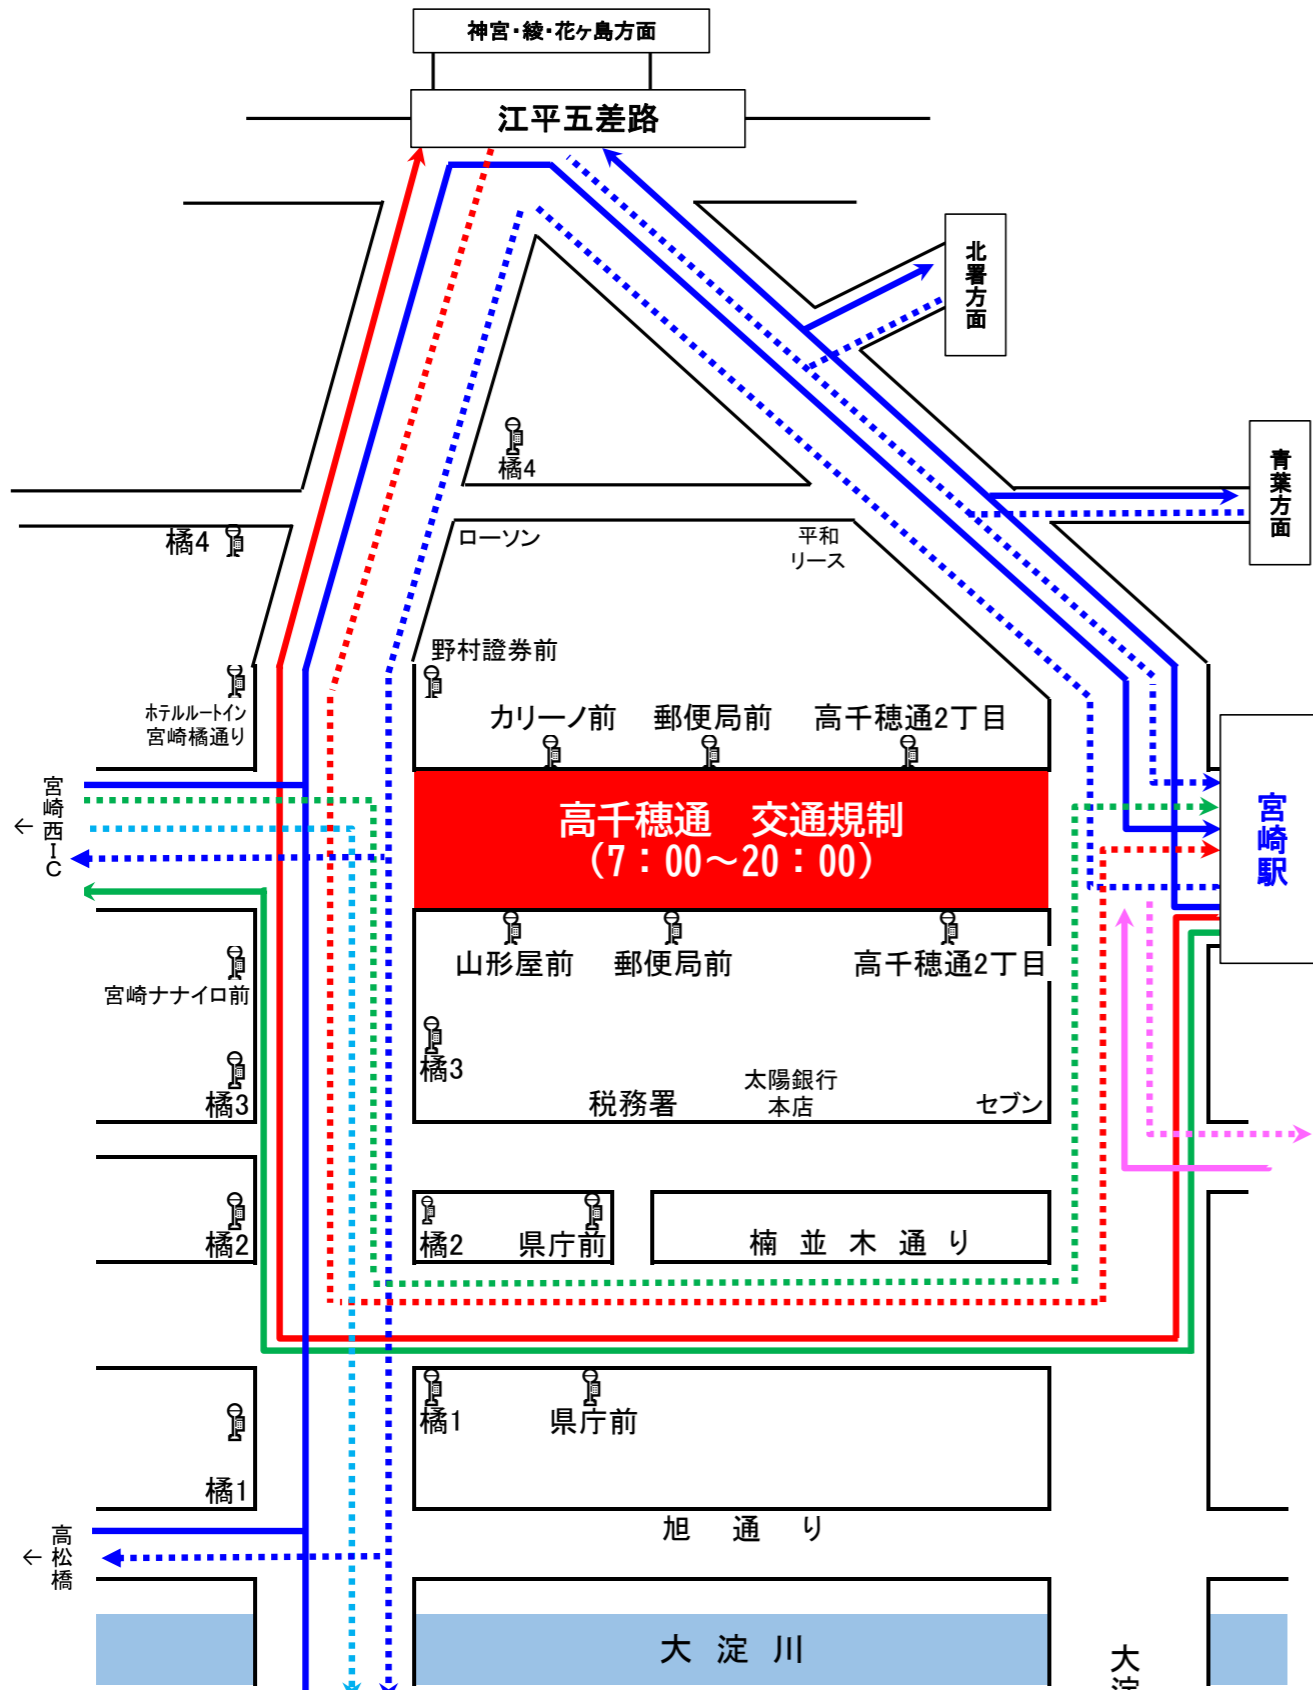 神宮・綾・花ヶ島方面
江平五差路
北署方面
青葉方面
橘4
橘4
ローソン
平和
リース
野村證券前
ホテルルートイン
宮崎橘通り
カリーノ前
郵便局前
高千穂通2丁目
←宮崎西IC
高千穂通　交通規制
(7：00～20：00)
宮崎駅
山形屋前
郵便局前
高千穂通2丁目
宮崎ナナイロ前
橘3
橘3
税務署
太陽銀行
本店
セブン
橘2
橘2
県庁前
楠並木通り
橘1
県庁前
橘1
旭　通　り
←高松橋
大　淀　川
大